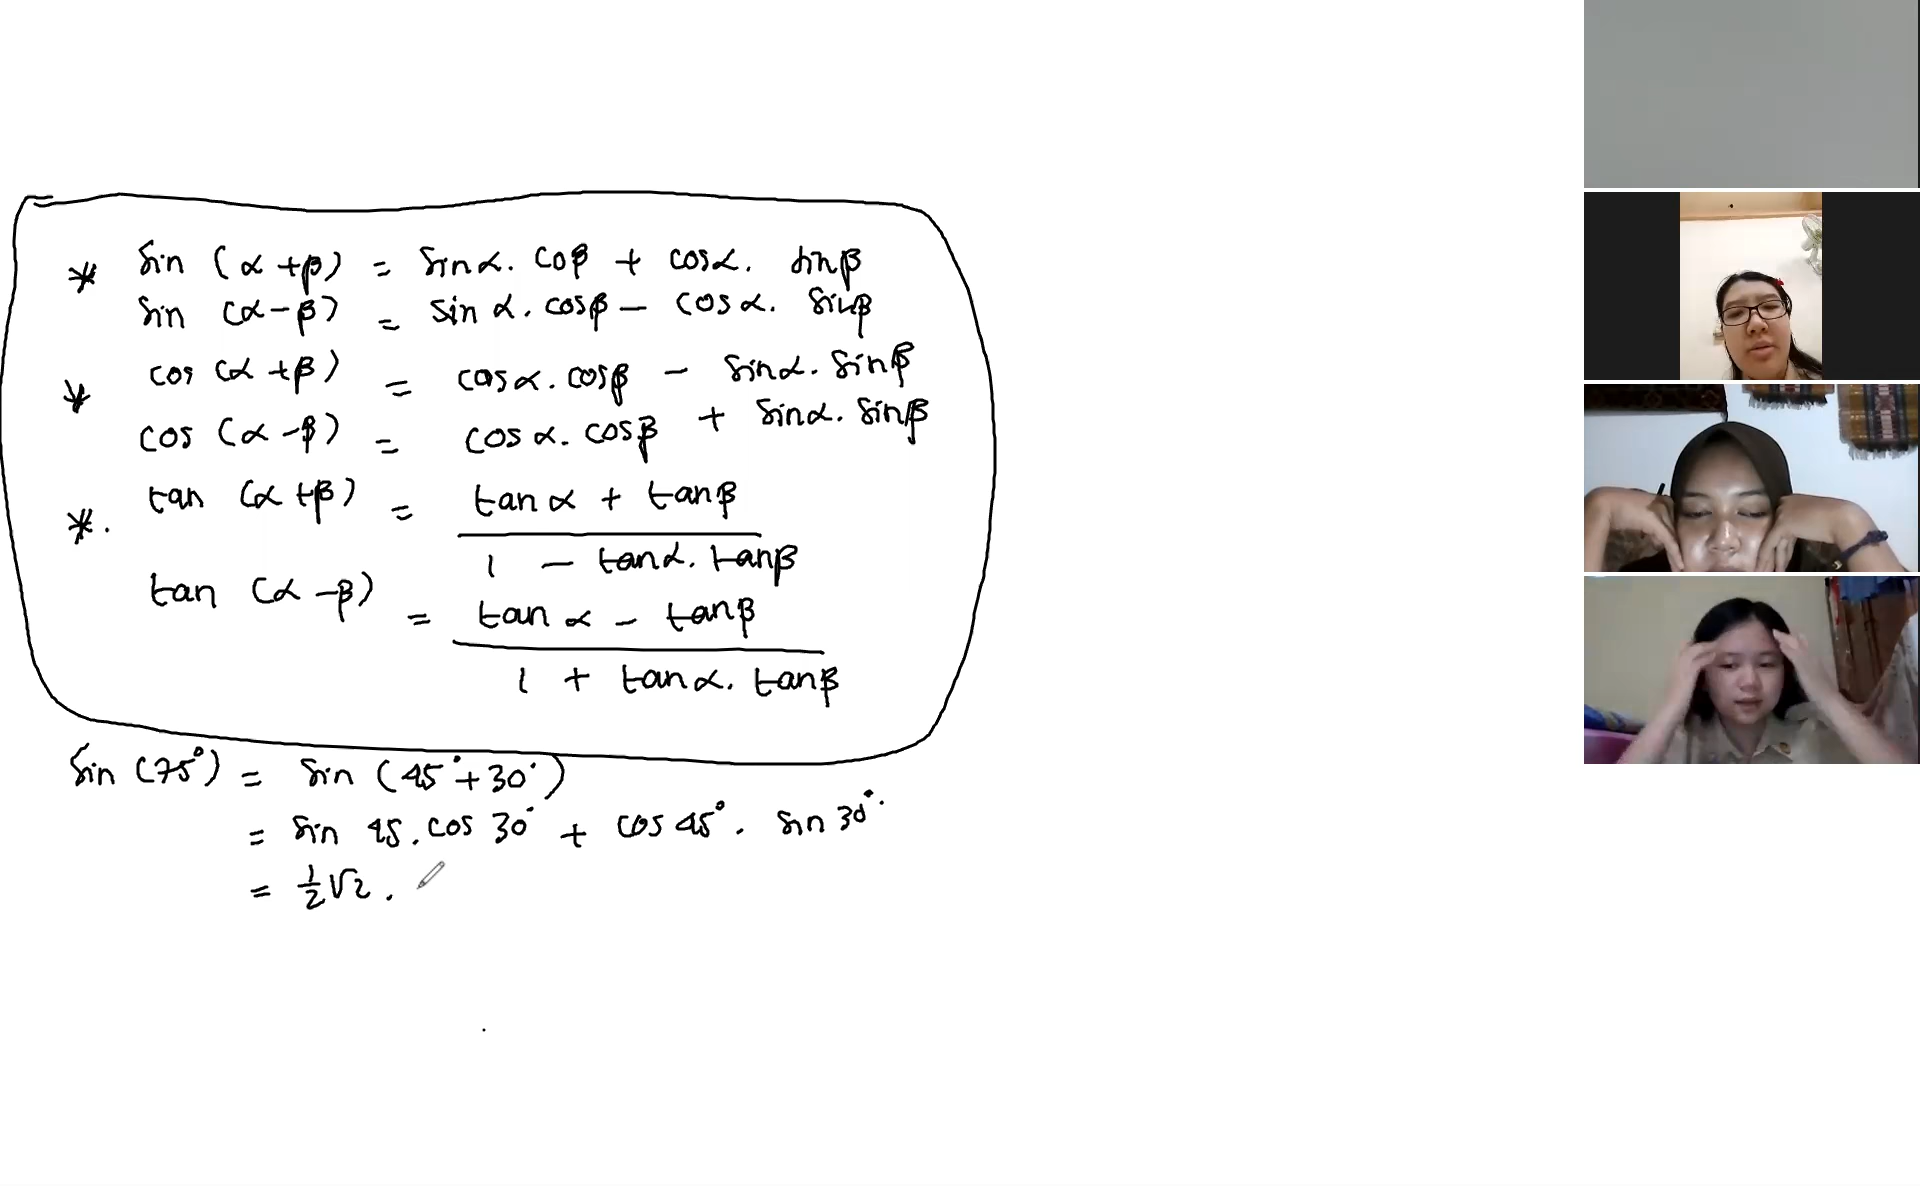 * sin (α + β) = sin α. coβ + cos α. sin β
sin (α - β) = sin α. cos β - cos α. sin β
* cos (α + β) = cos α. cos β - sin α. sin β
cos (α - β) = cos α. cos β + sin α. sin β
*. tan (α + β) = tan α + tan β
1 - tan α. tan β
tan (α - β) = tan α - tan β
1 + tan α. tan β
sin (75°) = sin (45° + 30°)
= sin 45. cos 30° + cos 45°. sin 30°.
= 1/2 √2 .